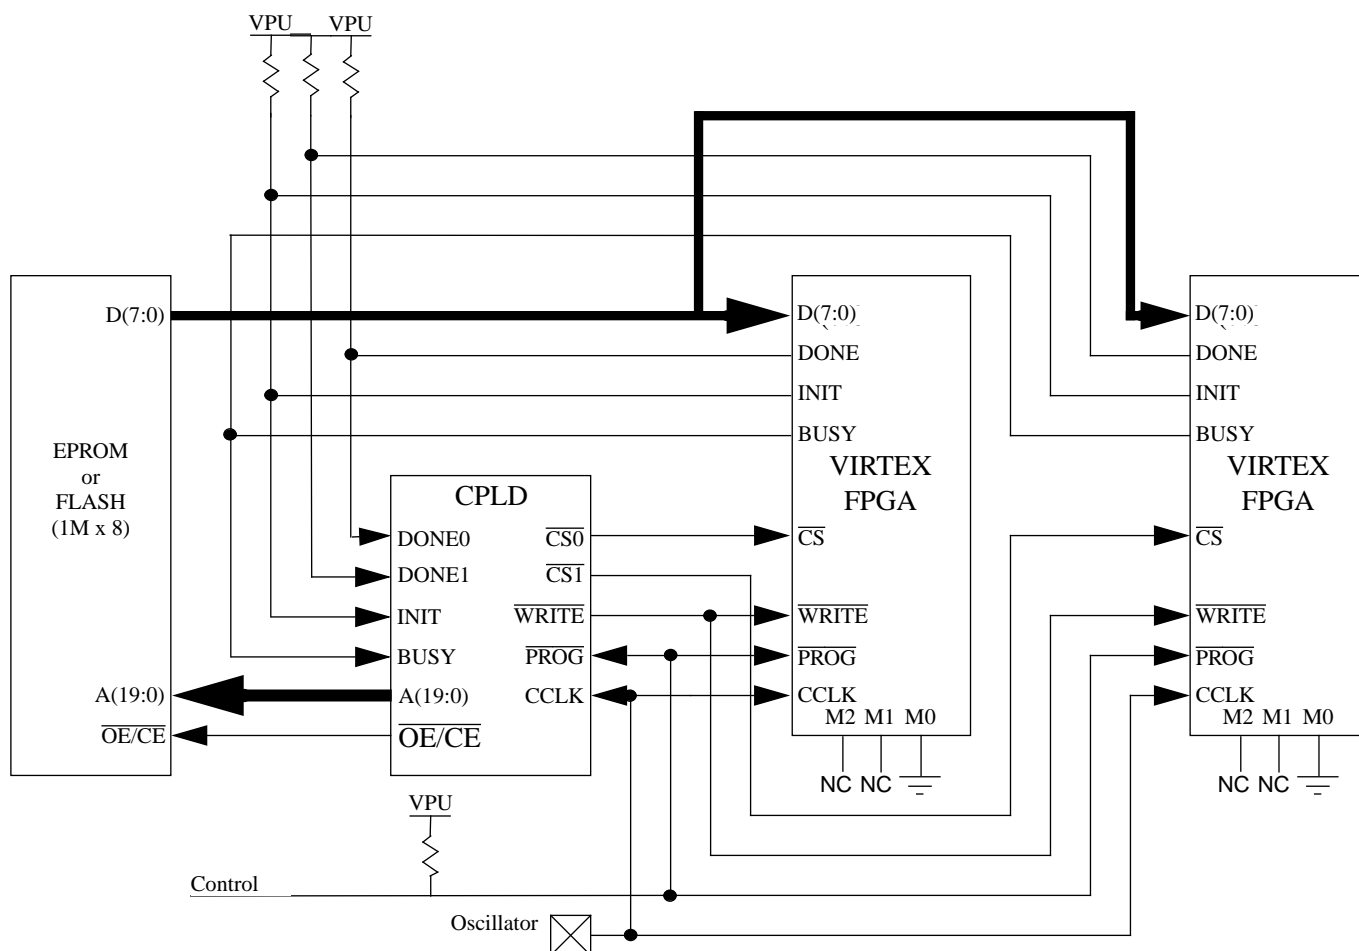 VPU VPU
D(7:0)
EPROM
or
FLASH
(1M x 8)
A(19:0)
OE/CE
CPLD
DONE0
DONE1
INIT
BUSY
A(19:0)
OE/CE
CS0
CS1
WRITE
PROG
CCLK
D(7:0)
DONE
INIT
BUSY
VIRTEX
FPGA
CS
WRITE
PROG
CCLK
M2 M1 M0
NC NC
D(7:0)
DONE
INIT
BUSY
VIRTEX
FPGA
CS
WRITE
PROG
CCLK
M2 M1 M0
NC NC
VPU
Control
Oscillator